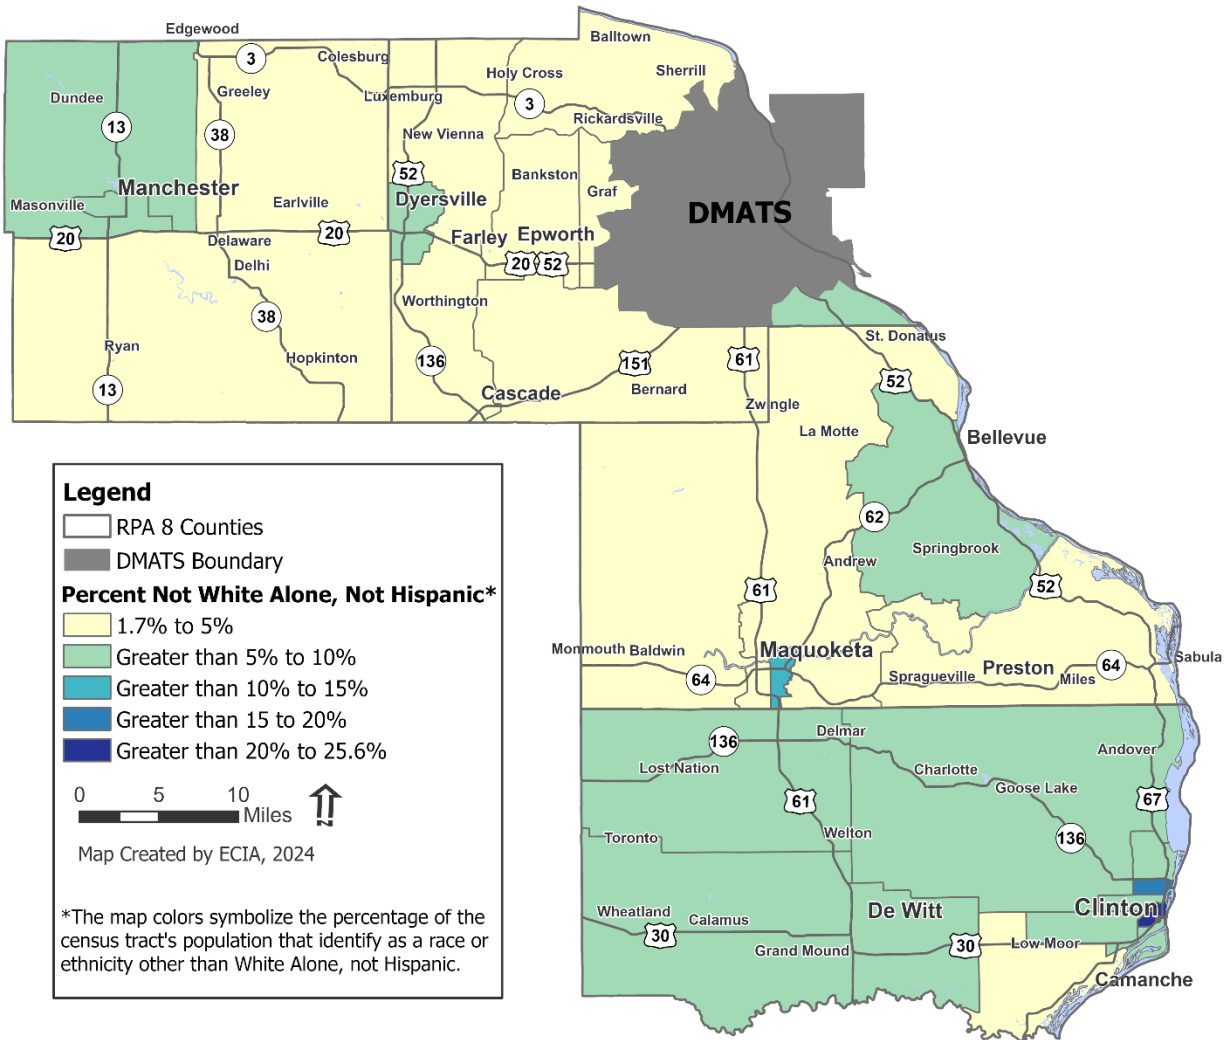 Edgewood
Balltown
3
Colesburg
Holy Cross
Sherrill
Dundee
Greeley
Luxemburg
3
Rickardsville
13
38
New Vienna
52
Bankston
Manchester
Dyersville
Graf
Masonville
Earlville
DMATS
20
Delaware
20
Farley
Epworth
Delhi
20
52
Worthington
38
St. Donatus
Ryan
Hopkinton
136
151
61
13
Cascade
Bernard
52
Zwingle
La Motte
Bellevue
Legend
RPA 8 Counties
DMATS Boundary
Percent Not White Alone, Not Hispanic*
1.7% to 5%
Greater than 5% to 10%
Greater than 10% to 15%
Greater than 15 to 20%
Greater than 20% to 25.6%
0 5 10
Miles
N
Map Created by ECIA, 2024
*The map colors symbolize the percentage of the
census tract's population that identify as a race or
ethnicity other than White Alone, not Hispanic.
62
Springbrook
Andrew
61
52
Monmouth
Baldwin
Maquoketa
Sabula
64
Spragueville
Preston
Miles
64
136
Delmar
Andover
Lost Nation
Charlotte
61
Goose Lake
67
Toronto
Welton
136
Wheatland
Calamus
De Witt
Clinton
30
Grand Mound
30
Low Moor
Camanche